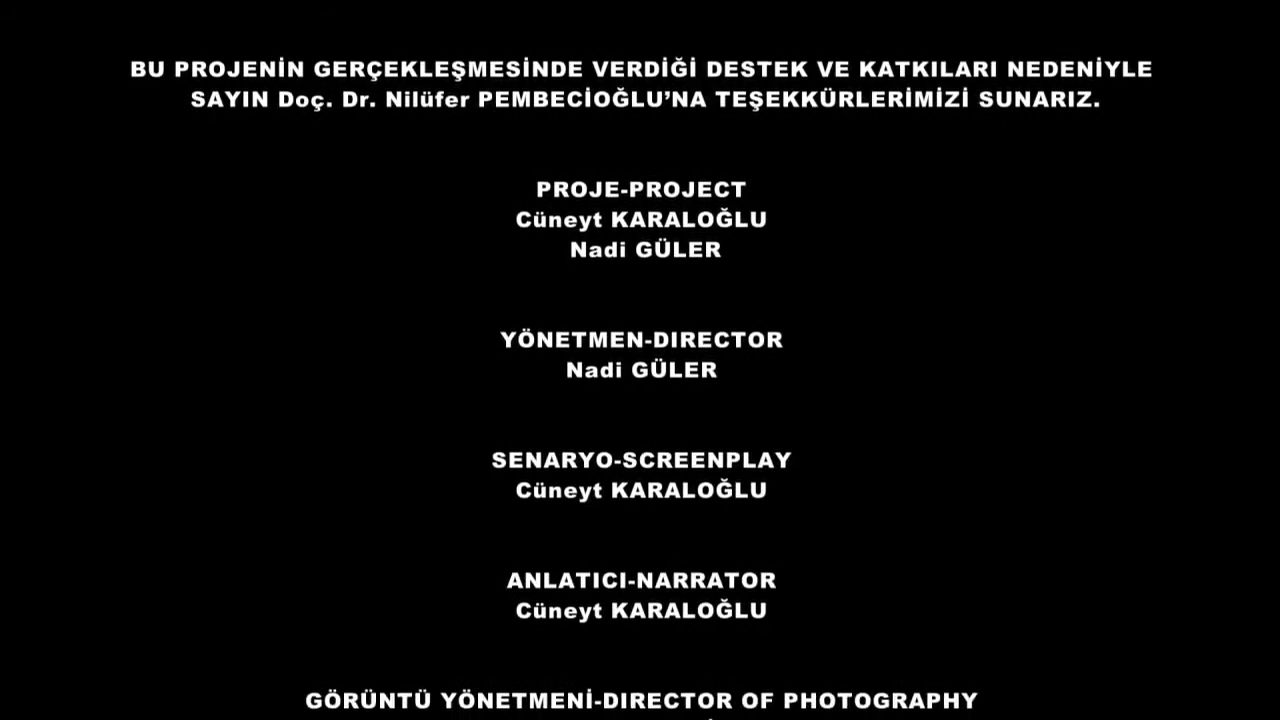 BU PROJENİN GERÇEKLEŞMESİNDE VERDİĞİ DESTEK VE KATKILARI NEDENİYLE
SAYIN Doç. Dr. Nilüfer PEMBECİOĞLU’NA TEŞEKKÜRLERİMİZİ SUNARIZ.
PROJE-PROJECT
Cüneyt KARALOĞLU
Nadi GÜLER
YÖNETMEN-DIRECTOR
Nadi GÜLER
SENARYO-SCREENPLAY
Cüneyt KARALOĞLU
ANLATICI-NARRATOR
Cüneyt KARALOĞLU
GÖRÜNTÜ YÖNETMENİ-DIRECTOR OF PHOTOGRAPHY